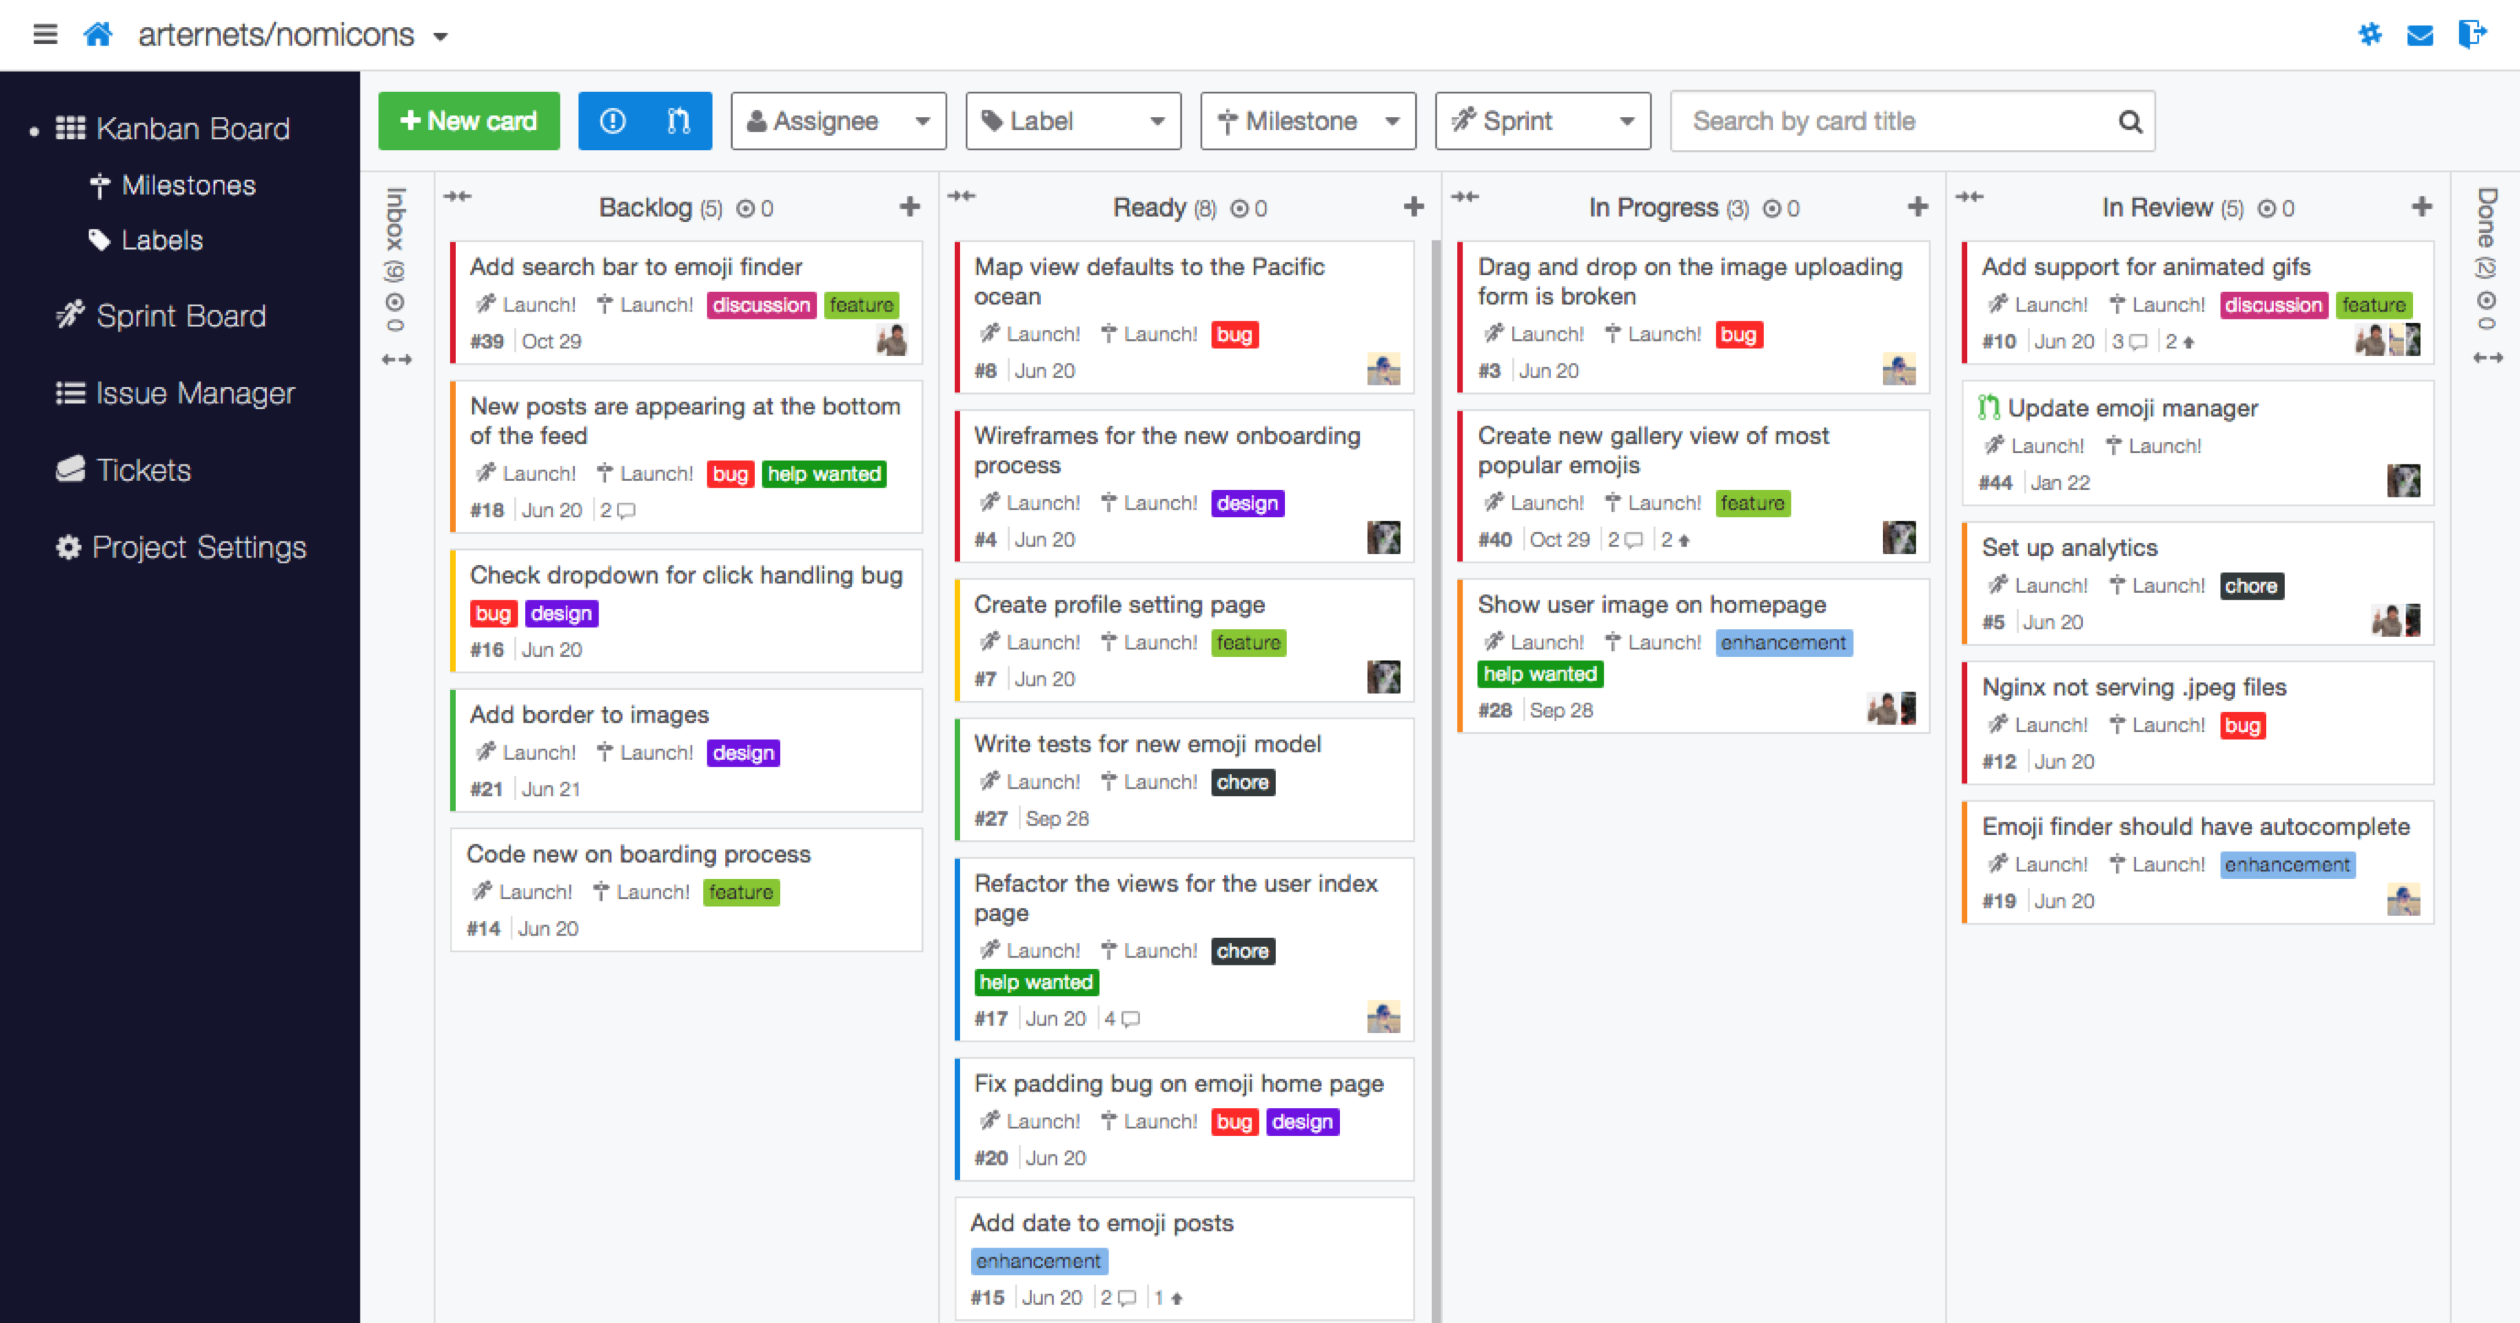 arternets/nomicons
Kanban Board
Milestones
Labels
Sprint Board
Issue Manager
Tickets
Project Settings
New card
Assignee
Label
Milestone
Sprint
Search by card title
Inbox (9) 0
Backlog (5) 0
Add search bar to emoji finder
Launch! Launch! discussion feature
#39 Oct 29
New posts are appearing at the bottom
of the feed
Launch! Launch! bug help wanted
#18 Jun 20 2
Check dropdown for click handling bug
bug design
#16 Jun 20
Add border to images
Launch! Launch! design
#21 Jun 21
Code new on boarding process
Launch! Launch! feature
#14 Jun 20
Ready (8) 0
Map view defaults to the Pacific
ocean
Launch! Launch! bug
#8 Jun 20
Wireframes for the new onboarding
process
Launch! Launch! design
#4 Jun 20
Create profile setting page
Launch! Launch! feature
#7 Jun 20
Write tests for new emoji model
Launch! Launch! chore
#27 Sep 28
Refactor the views for the user index
page
Launch! Launch! chore
help wanted
#17 Jun 20 4
Fix padding bug on emoji home page
Launch! Launch! bug design
#20 Jun 20
Add date to emoji posts
enhancement
#15 Jun 20 2 1
In Progress (3) 0
Drag and drop on the image uploading
form is broken
Launch! Launch! bug
#3 Jun 20
Create new gallery view of most
popular emojis
Launch! Launch! feature
#40 Oct 29 2 2
Show user image on homepage
Launch! Launch! enhancement
help wanted
#28 Sep 28
In Review (5) 0
Add support for animated gifs
Launch! Launch! discussion feature
#10 Jun 20 3 2
Update emoji manager
Launch! Launch!
#44 Jan 22
Set up analytics
Launch! Launch! chore
#5 Jun 20
Nginx not serving .jpeg files
Launch! Launch! bug
#12 Jun 20
Emoji finder should have autocomplete
Launch! Launch! enhancement
#19 Jun 20
Done (2) 0